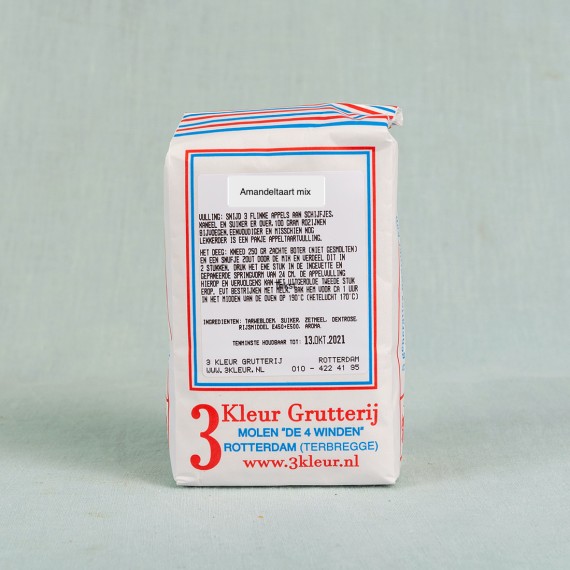 Amandeltaart mix
VULLING: SNIJD 3 FLINKE APPELS AAN SCHIJFJES,
KANEEL EN SUIKER ER OVER, 100 GRAM ROZIJNEN
BIJVOEGEN. EENVOUDIGER EN MISSCHIEN NOG
LEKKERDER IS EEN PAKJE APPELTAARTVULLING.
HET DEEG: KNEED 250 GR ZACHTE BOTER (NIET GESMOLTEN)
EN EEN SNUFJE ZOUT DOOR DE MIX EN VERDEEL DIT IN
2 STUKKEN. DRUK HET ENE STUK IN DE INGEVETTE EN
GEPANEERDE SPRINGVORM VAN 24 CM. DE APPELVULLING
HIEROP EN VERVOLGENS KAN HET UITGEROLDE TWEEDE STUK
EROP. EVT BESTRIJKEN MET MELK. BAK HEM VOOR CA 1 UUR
IN HET MIDDEN VAN DE OVEN OP 190°C (HETELUCHT 170°C)
INGREDIENTEN: TARWEBLOEM, SUIKER, ZETMEEL, DEXTROSE,
RIJSMIDDEL E450+E500, AROMA.
TENMINSTE HOUDBAAR TOT: 13.OKT.2021
3 KLEUR GRUTTERIJ ROTTERDAM
WWW.3KLEUR.NL 010 - 422 41 95
3 Kleur Grutterij
MOLEN "DE 4 WINDEN"
ROTTERDAM (TERBREGGE)
www.3kleur.nl